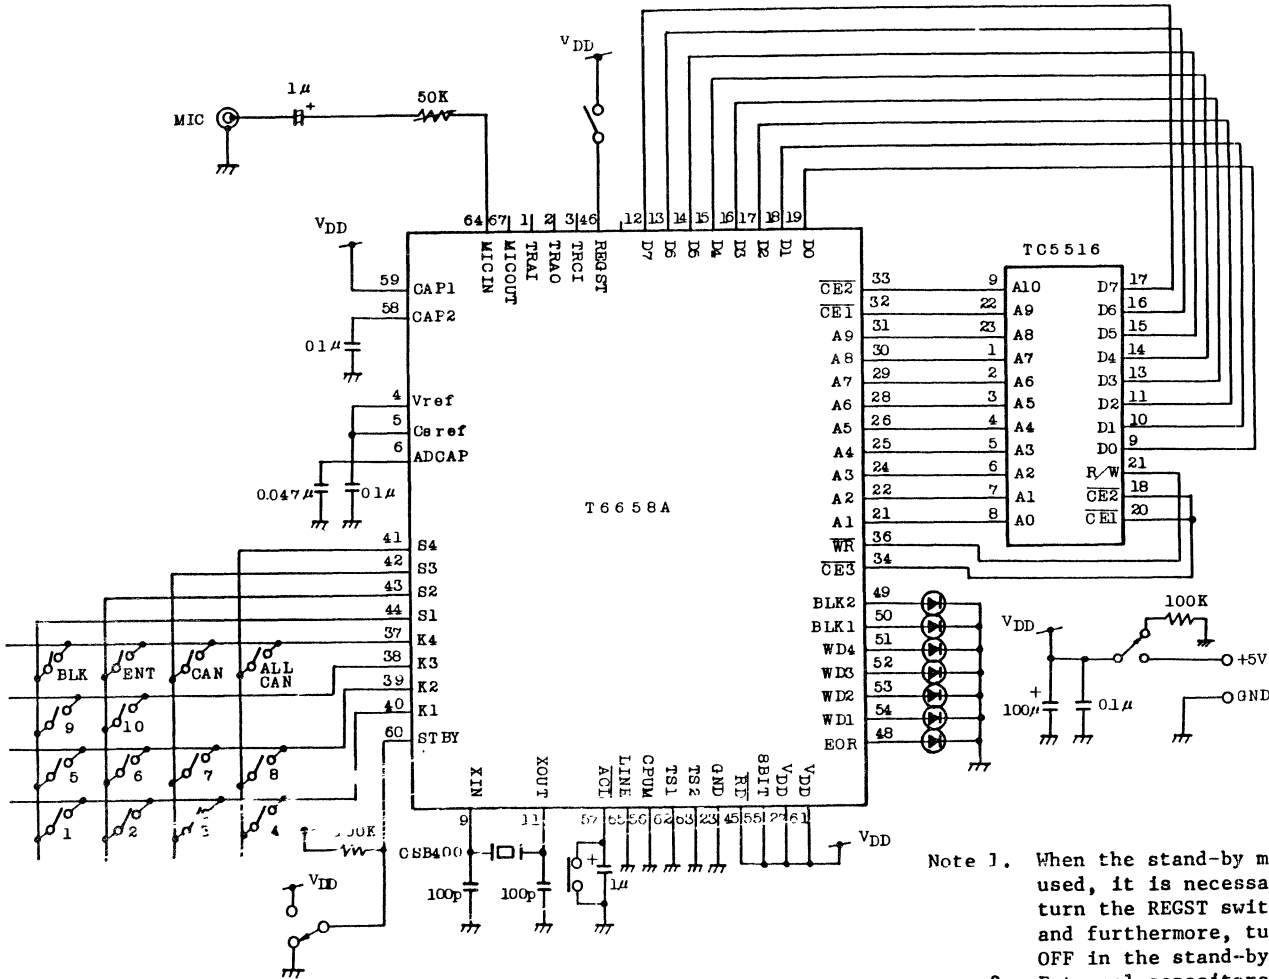 VDD
1μ
50K
MIC
64 67 1 2 3 46 12 13 14 15 16 17 18 19
MICIN MICOUT TRAI TRAO TRCI REGST D7 D6 D5 D4 D3 D2 D1 D0
VDD
59 CAP1
58 CAP2
0.1μ
4 Vref
5 Csref
6 ADCAP
0.047μ 0.1μ
T6658A
41 S4
42 S3
43 S2
44 S1
37 K4
38 K3
39 K2
40 K1
60 STBY
BLK ENT CAN ALL CAN
9 10
5 6 7 8
1 2 3 4
VDD
CE2 33
CE1 32
A9 31
A8 30
A7 29
A6 28
A5 26
A4 25
A3 24
A2 22
A1 21
WR 36
CE3 34
BLK2 49
BLK1 50
WD4 51
WD3 52
WD2 53
WD1 54
EOR 48
TC5516
9 A10 D7 17
22 A9 D6 16
23 A8 D5 15
1 A7 D4 14
2 A6 D3 13
3 A5 D2 11
4 A4 D1 10
5 A3 D0 9
6 A2 R/W 21
7 A1 CE2 18
8 A0 CE1 20
100K
VDD
+5V
GND
+
100μ 0.1μ
XIN XOUT ACL LINE CPUM TS1 TS2 GND RD 8BIT VDD VDD
9 11 57 65 56 62 63 23 45 55 27 61
CSB400
100p 100p
+
1μ
VDD
Note 1. When the stand-by m
used, it is necessa
turn the REGST swit
and furthermore, tu
OFF in the stand-by